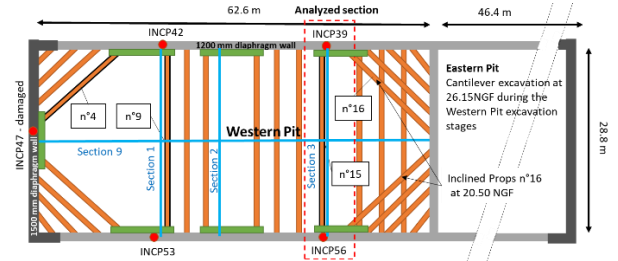 62.6 m
Analyzed section
46.4 m
INCP42
INCP39
1200 mm diaphragm wall
Eastern Pit
Cantilever excavation at
26.15NGF during the
Western Pit excavation
stages
n°4
n°9
n°16
Western Pit
INCP47 - damaged
1500 mm diaphragm wall
Section 9
Section 1
Section 2
Section 3
n°15
Inclined Props n°16
at 20.50 NGF
28.8 m
INCP53
INCP56